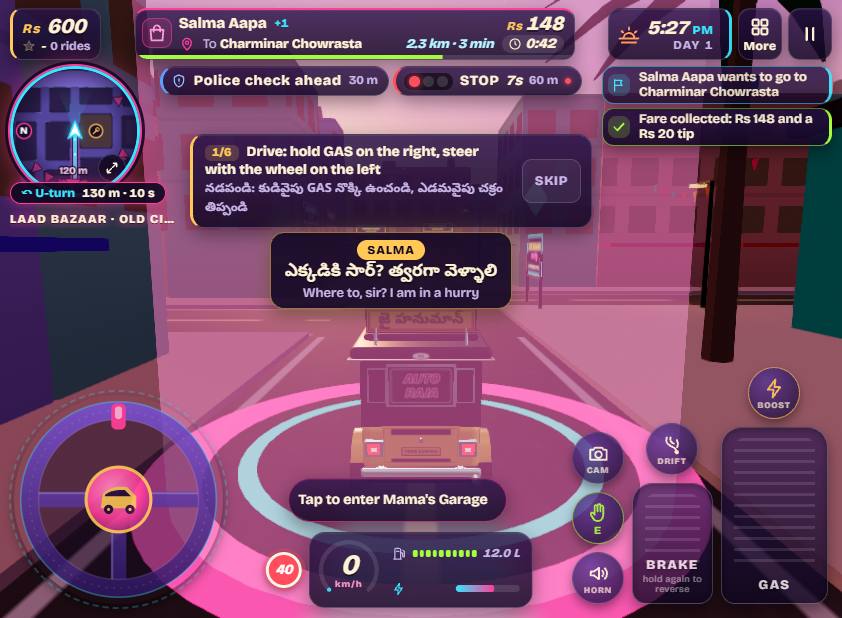 Rs 600
- 0 rides
Salma Aapa +1
Rs 148
To Charminar Chowrasta
2.3 km · 3 min
0:42
5:27 PM
DAY 1
More
Police check ahead 30 m
STOP 7s 60 m
Salma Aapa wants to go to
Charminar Chowrasta
Fare collected: Rs 148 and a
Rs 20 tip
N
120 m
U-turn 130 m · 10 s
LAAD BAZAAR · OLD CI...
1/6 Drive: hold GAS on the right, steer
with the wheel on the left
నడపండి: కుడివైపు GAS నొక్కి ఉంచండి, ఎడమవైపు చక్రం
తిప్పండి
SKIP
SALMA
ఎక్కడికి సార్? త్వరగా వెళ్ళాలి
Where to, sir? I am in a hurry
జై హనుమాన్
AUTO
RAJA
BOOST
CAM
DRIFT
E
HORN
BRAKE
hold again to
reverse
GAS
Tap to enter Mama's Garage
40
0
km/h
12.0 L